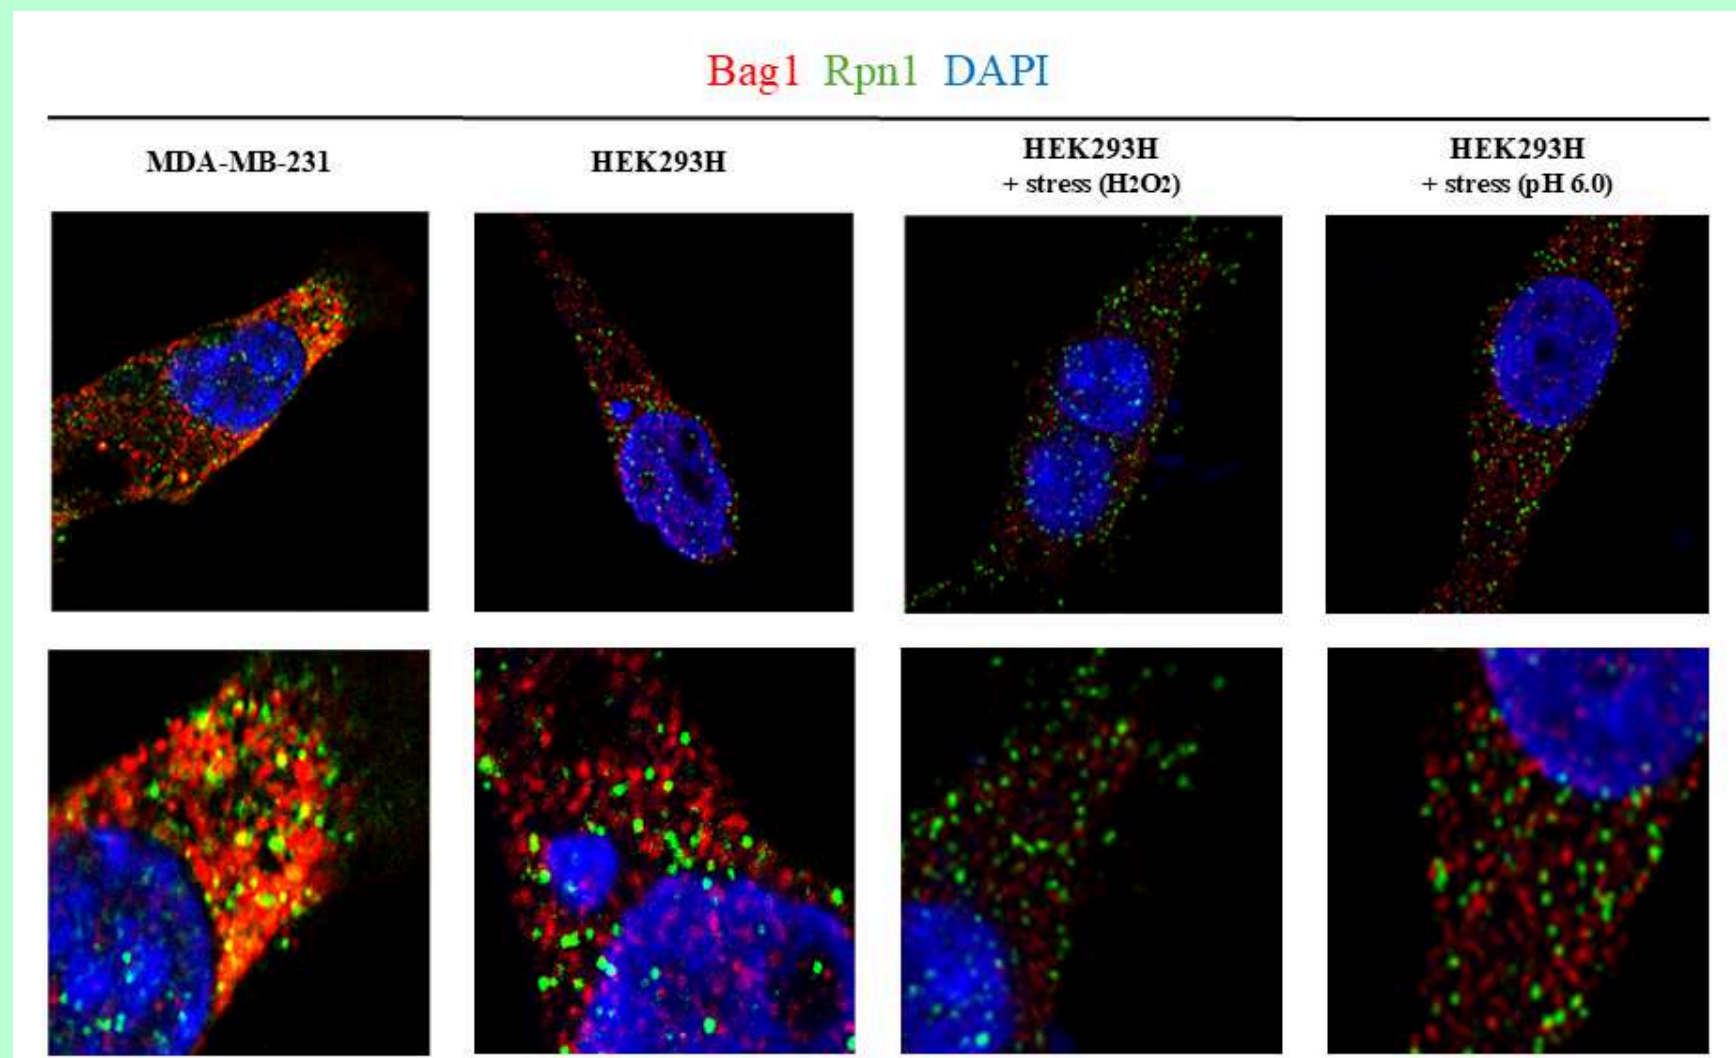 Bag1 Rpn1 DAPI
MDA-MB-231
HEK293H
HEK293H
+ stress (H2O2)
HEK293H
+ stress (pH 6.0)